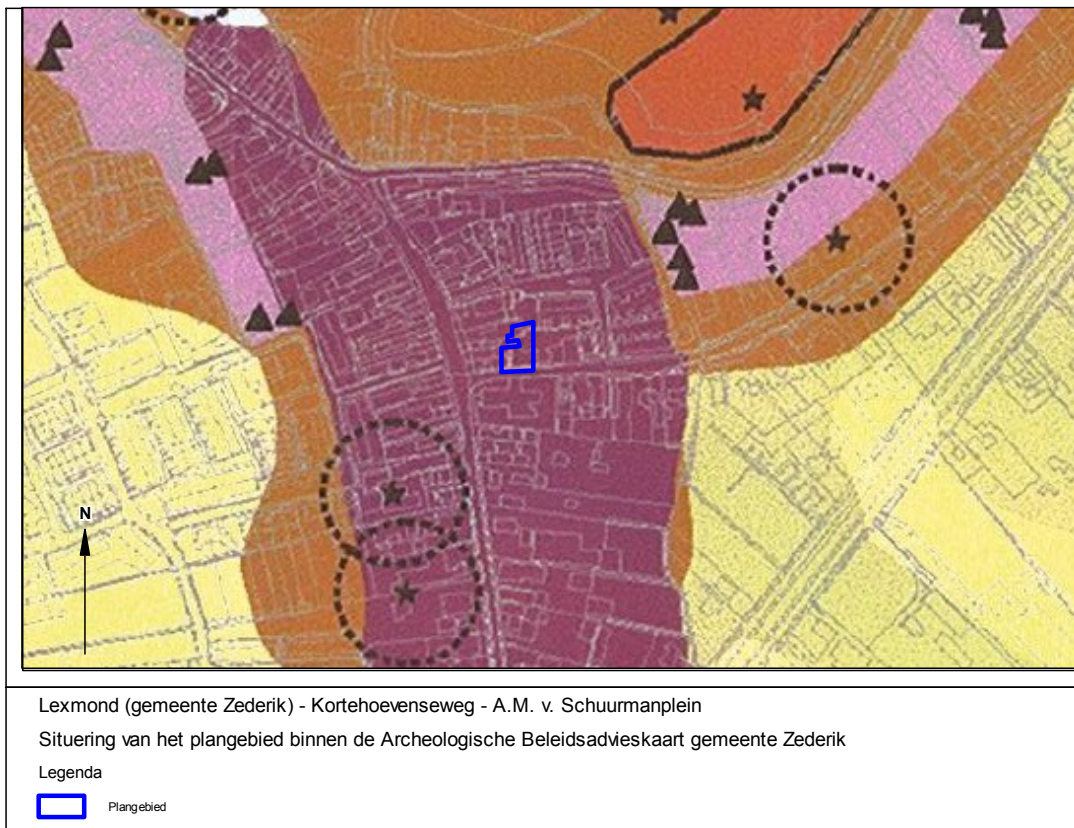 N
Lexmond (gemeente Zederik) - Kortehoevenseweg - A.M. v. Schuurmanplein
Situering van het plangebied binnen de Archeologische Beleidsadvieskaart gemeente Zederik
Legenda
Plangebied